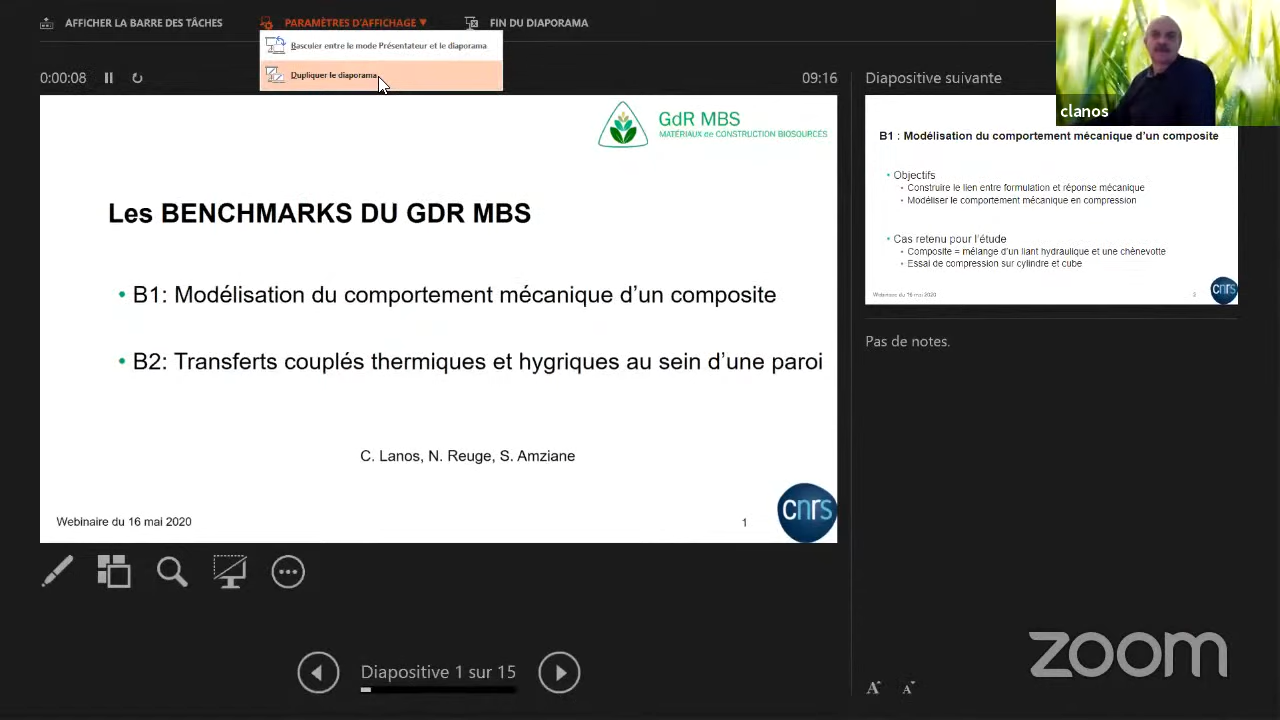 AFFICHER LA BARRE DES TÂCHES
PARAMÈTRES D'AFFICHAGE ▼
FIN DU DIAPORAMA
Basculer entre le mode Présentateur et le diaporama
Dupliquer le diaporama
0:00:08
09:16
Diapositive suivante
clanos
GdR MBS
MATÉRIAUX de CONSTRUCTION BIOSOURCÉS
Les BENCHMARKS DU GDR MBS
• B1: Modélisation du comportement mécanique d'un composite
• B2: Transferts couplés thermiques et hygriques au sein d'une paroi
C. Lanos, N. Reuge, S. Amziane
Webinaire du 16 mai 2020
1
cnrs
B1 : Modélisation du comportement mécanique d'un composite
• Objectifs
• Construire le lien entre formulation et réponse mécanique
• Modéliser le comportement mécanique en compression
• Cas retenu pour l'étude
• Composite = mélange d'un liant hydraulique et une chènevotte
• Essai de compression sur cylindre et cube
Webinaire du 16 mai 2020
2
cnrs
Pas de notes.
Diapositive 1 sur 15
A A
zoom